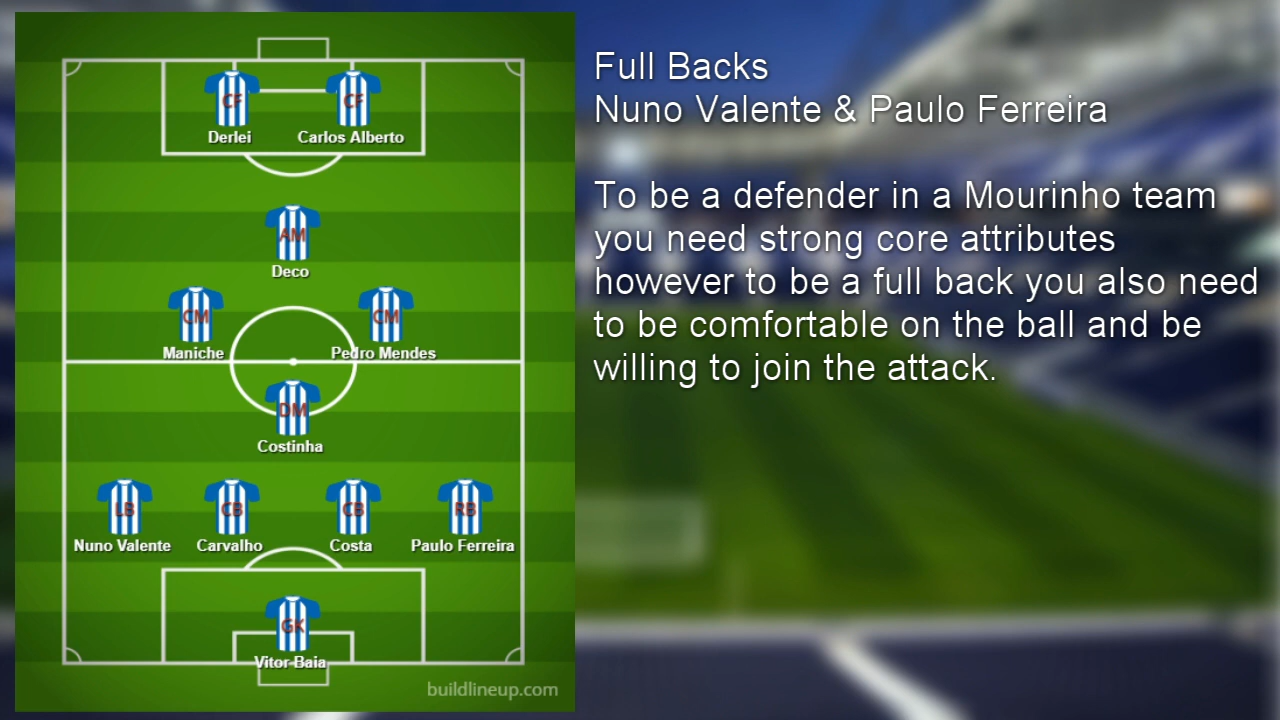 Full Backs
Nuno Valente & Paulo Ferreira
To be a defender in a Mourinho team
you need strong core attributes
however to be a full back you also need
to be comfortable on the ball and be
willing to join the attack.
CF CF
Derlei Carlos Alberto
AM
Deco
CM CM
Maniche Pedro Mendes
DM
Costinha
LB CB CB RB
Nuno Valente Carvalho Costa Paulo Ferreira
GK
Vitor Baia
buildlineup.com